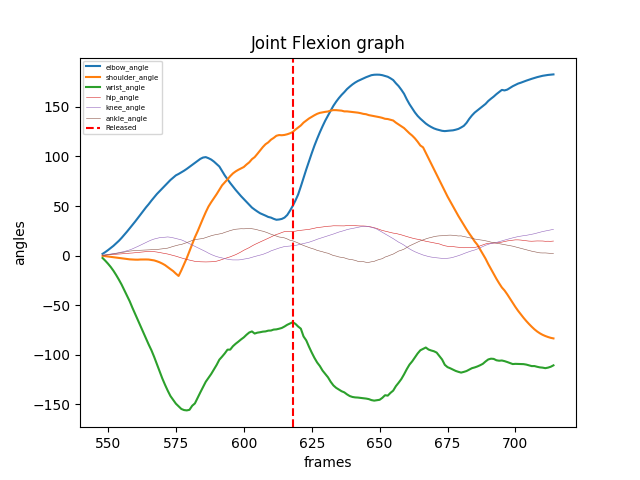 Joint Flexion graph
elbow_angle
shoulder_angle
wrist_angle
hip_angle
knee_angle
ankle_angle
Released
150
100
50
0
−50
−100
−150
angles
550 575 600 625 650 675 700
frames